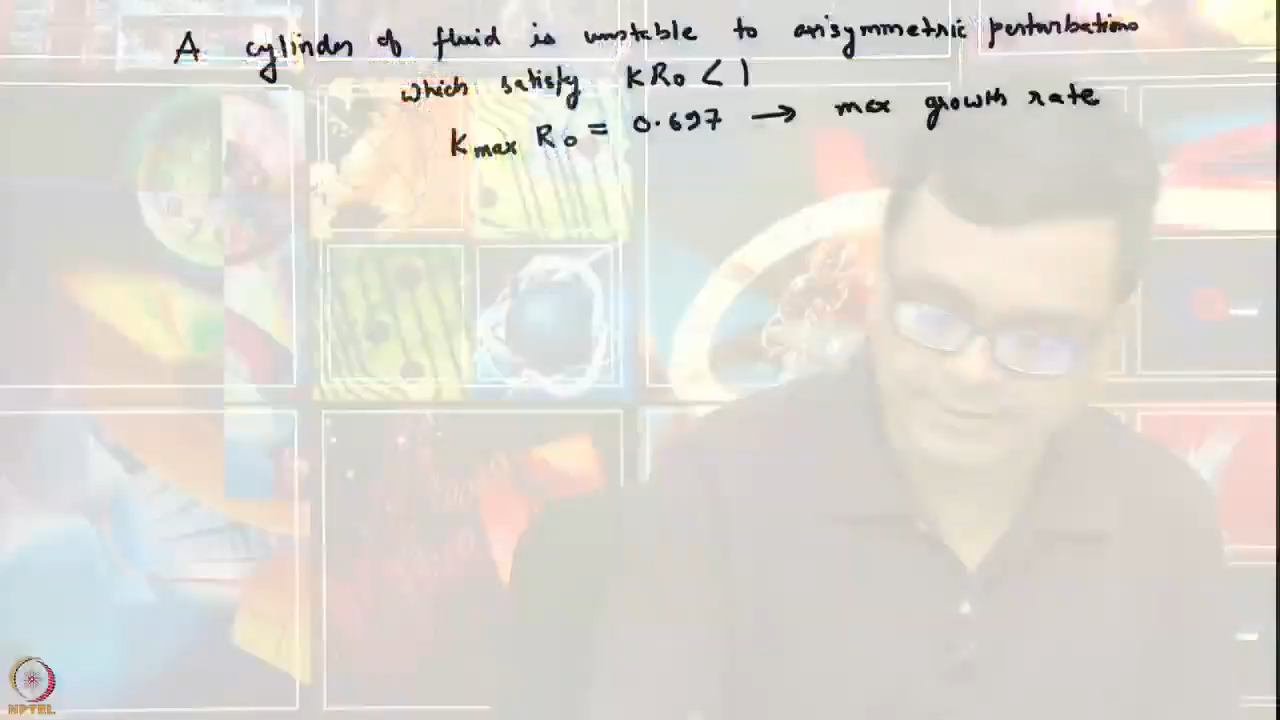 A cylinder of fluid is unstable to axisymmetric perturbations
which satisfy KR₀ < 1
K_max R₀ = 0.697 → max growth rate
NPTEL